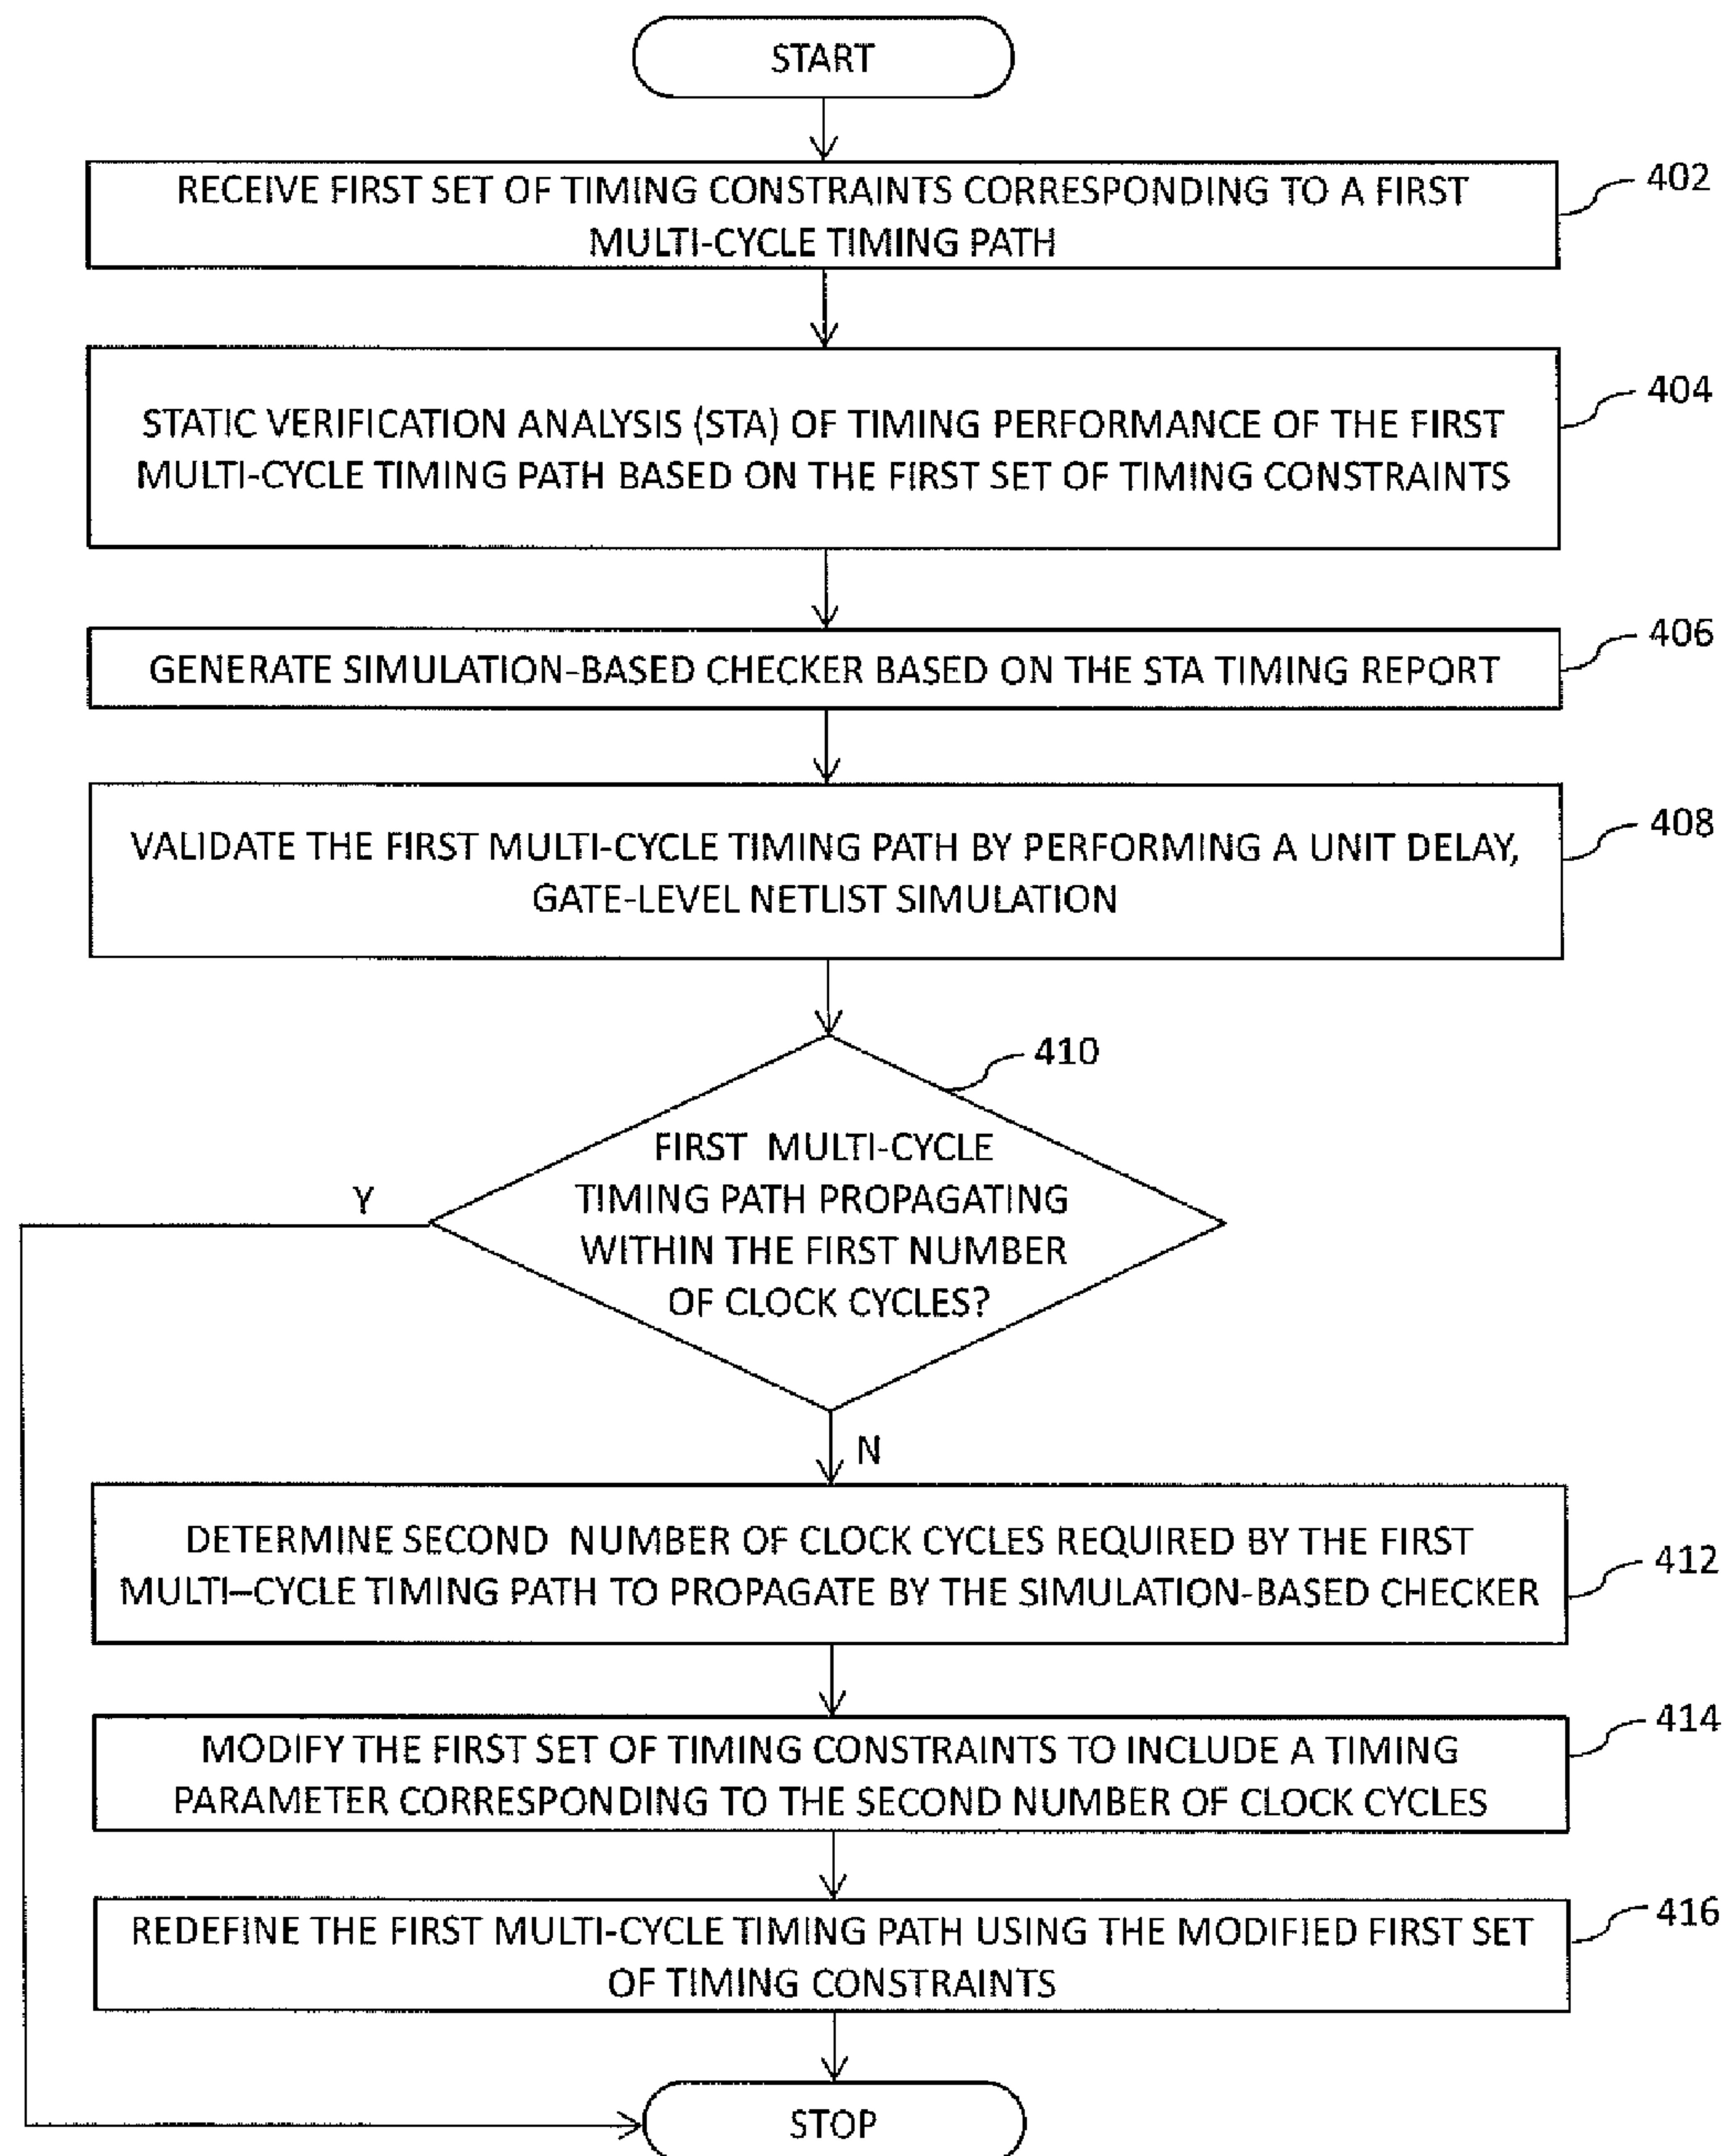 START
RECEIVE FIRST SET OF TIMING CONSTRAINTS CORRESPONDING TO A FIRST
MULTI-CYCLE TIMING PATH
402
STATIC VERIFICATION ANALYSIS (STA) OF TIMING PERFORMANCE OF THE FIRST
MULTI-CYCLE TIMING PATH BASED ON THE FIRST SET OF TIMING CONSTRAINTS
404
GENERATE SIMULATION-BASED CHECKER BASED ON THE STA TIMING REPORT
406
VALIDATE THE FIRST MULTI-CYCLE TIMING PATH BY PERFORMING A UNIT DELAY,
GATE-LEVEL NETLIST SIMULATION
408
410
FIRST MULTI-CYCLE
TIMING PATH PROPAGATING
WITHIN THE FIRST NUMBER
OF CLOCK CYCLES?
Y
N
DETERMINE SECOND NUMBER OF CLOCK CYCLES REQUIRED BY THE FIRST
MULTI–CYCLE TIMING PATH TO PROPAGATE BY THE SIMULATION-BASED CHECKER
412
MODIFY THE FIRST SET OF TIMING CONSTRAINTS TO INCLUDE A TIMING
PARAMETER CORRESPONDING TO THE SECOND NUMBER OF CLOCK CYCLES
414
REDEFINE THE FIRST MULTI-CYCLE TIMING PATH USING THE MODIFIED FIRST SET
OF TIMING CONSTRAINTS
416
STOP